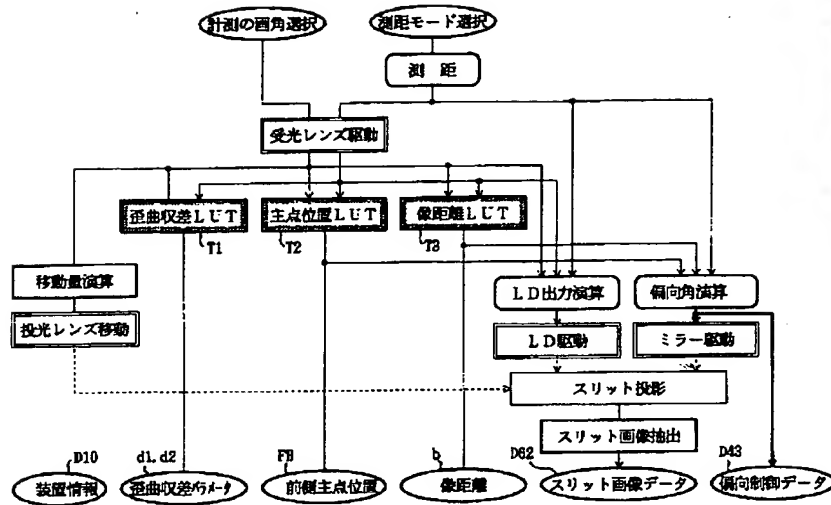 計測の画角選択
測距モード選択
測 距
受光レンズ駆動
歪曲収差LUT
主点位置LUT
像距離LUT
T1
T2
T3
移動量演算
LD出力演算
偏向角演算
投光レンズ移動
LD駆動
ミラー駆動
スリット投影
スリット画像抽出
D10
d1, d2
FH
b
D62
D43
装置情報
歪曲収差パラメータ
前側主点位置
像距離
スリット画像データ
偏向制御データ